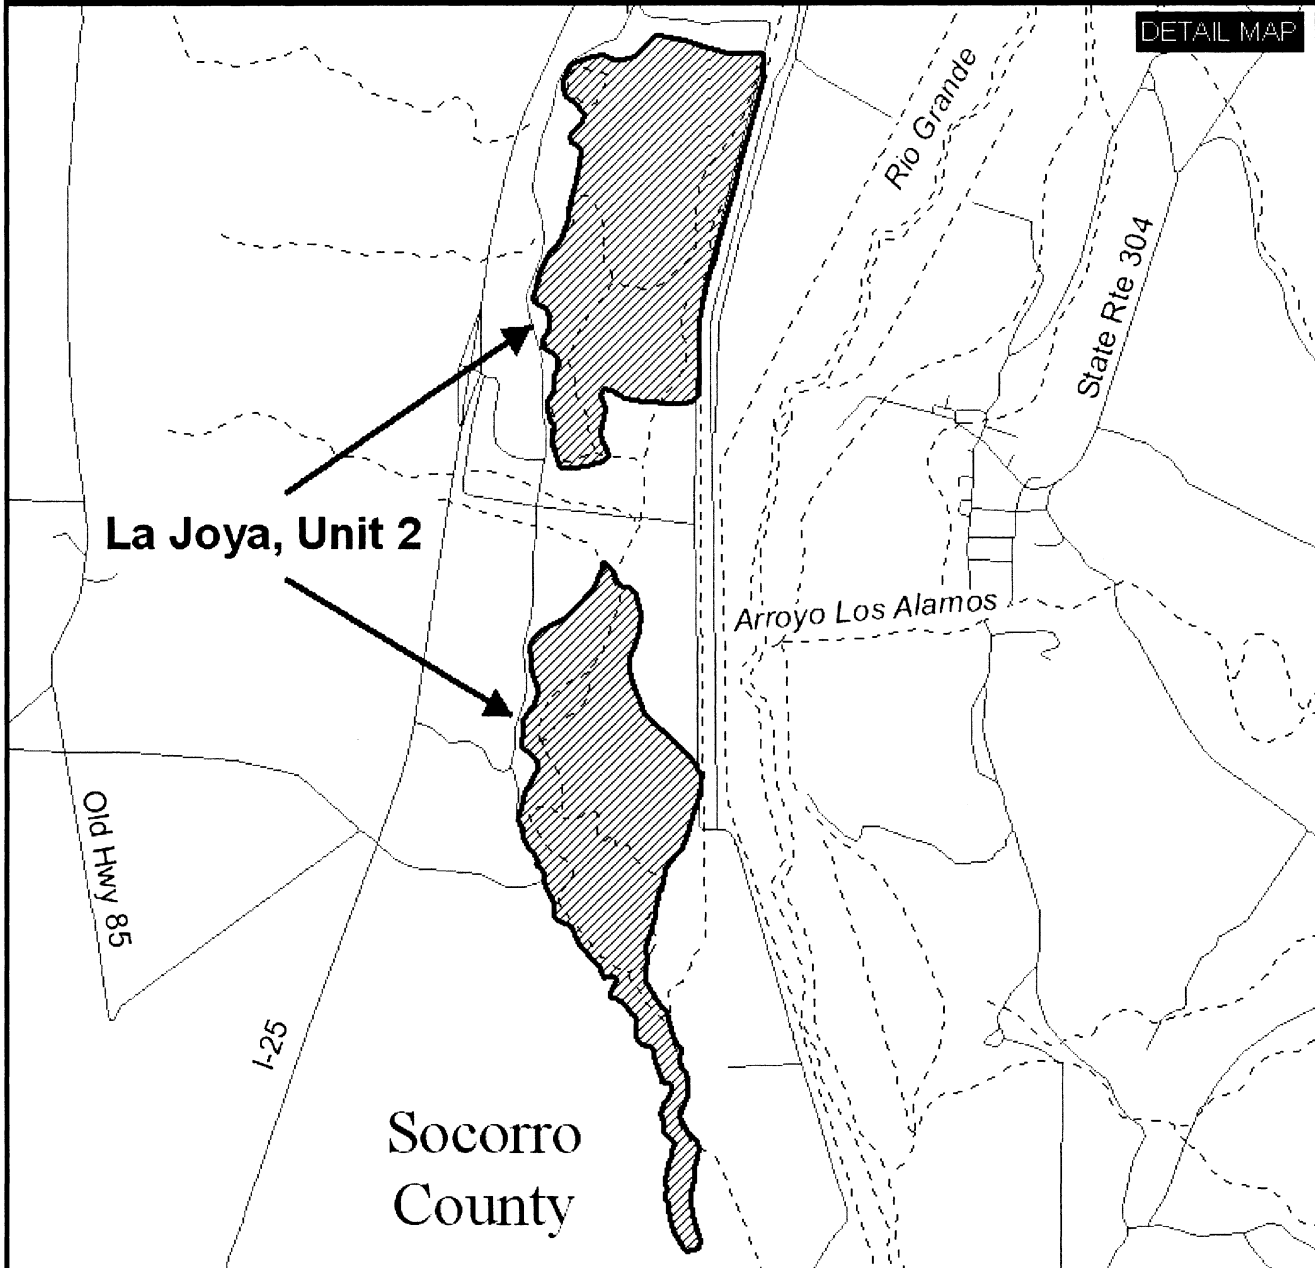 DETAIL MAP
Rio Grande
State Rte 304
La Joya, Unit 2
Arroyo Los Alamos
Old Hwy 85
I-25
Socorro
County